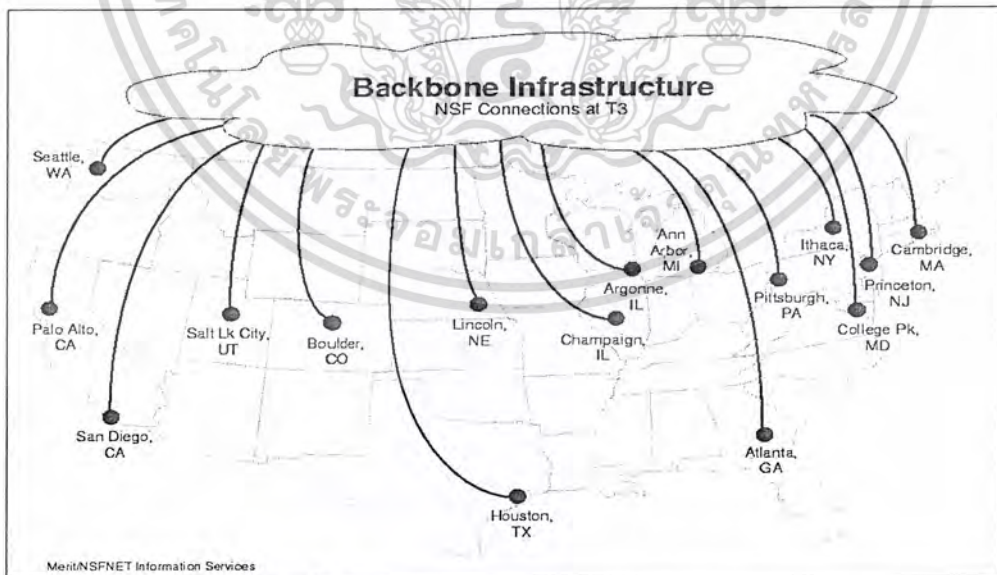 Backbone Infrastructure
NSF Connections at T3
Seattle,
WA
Palo Alto,
CA
San Diego,
CA
Salt Lk City,
UT
Boulder,
CO
Houston,
TX
Lincoln,
NE
Champaign,
IL
Argonne,
IL
Ann
Arbor,
MI
Atlanta,
GA
Pittsburgh,
PA
Ithaca,
NY
College Pk,
MD
Princeton,
NJ
Cambridge,
MA
Merit/NSFNET Information Services